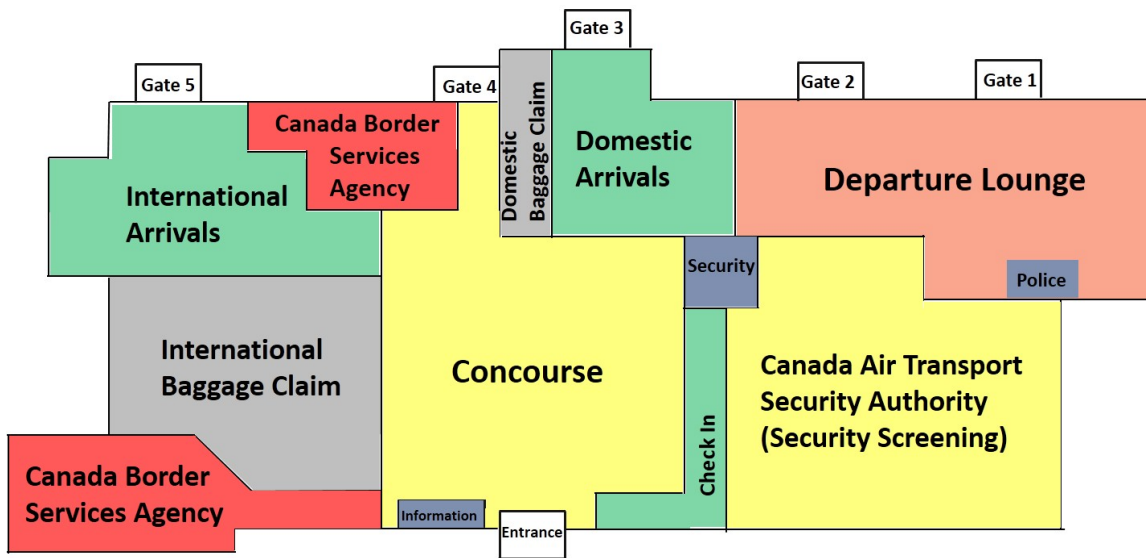 Gate 3
Gate 5
Gate 4
Gate 2
Gate 1
Canada Border
Services
Agency
Domestic
Baggage Claim
Domestic
Arrivals
Departure Lounge
International
Arrivals
Security
Police
International
Baggage Claim
Concourse
Canada Air Transport
Security Authority
(Security Screening)
Check In
Canada Border
Services Agency
Information
Entrance